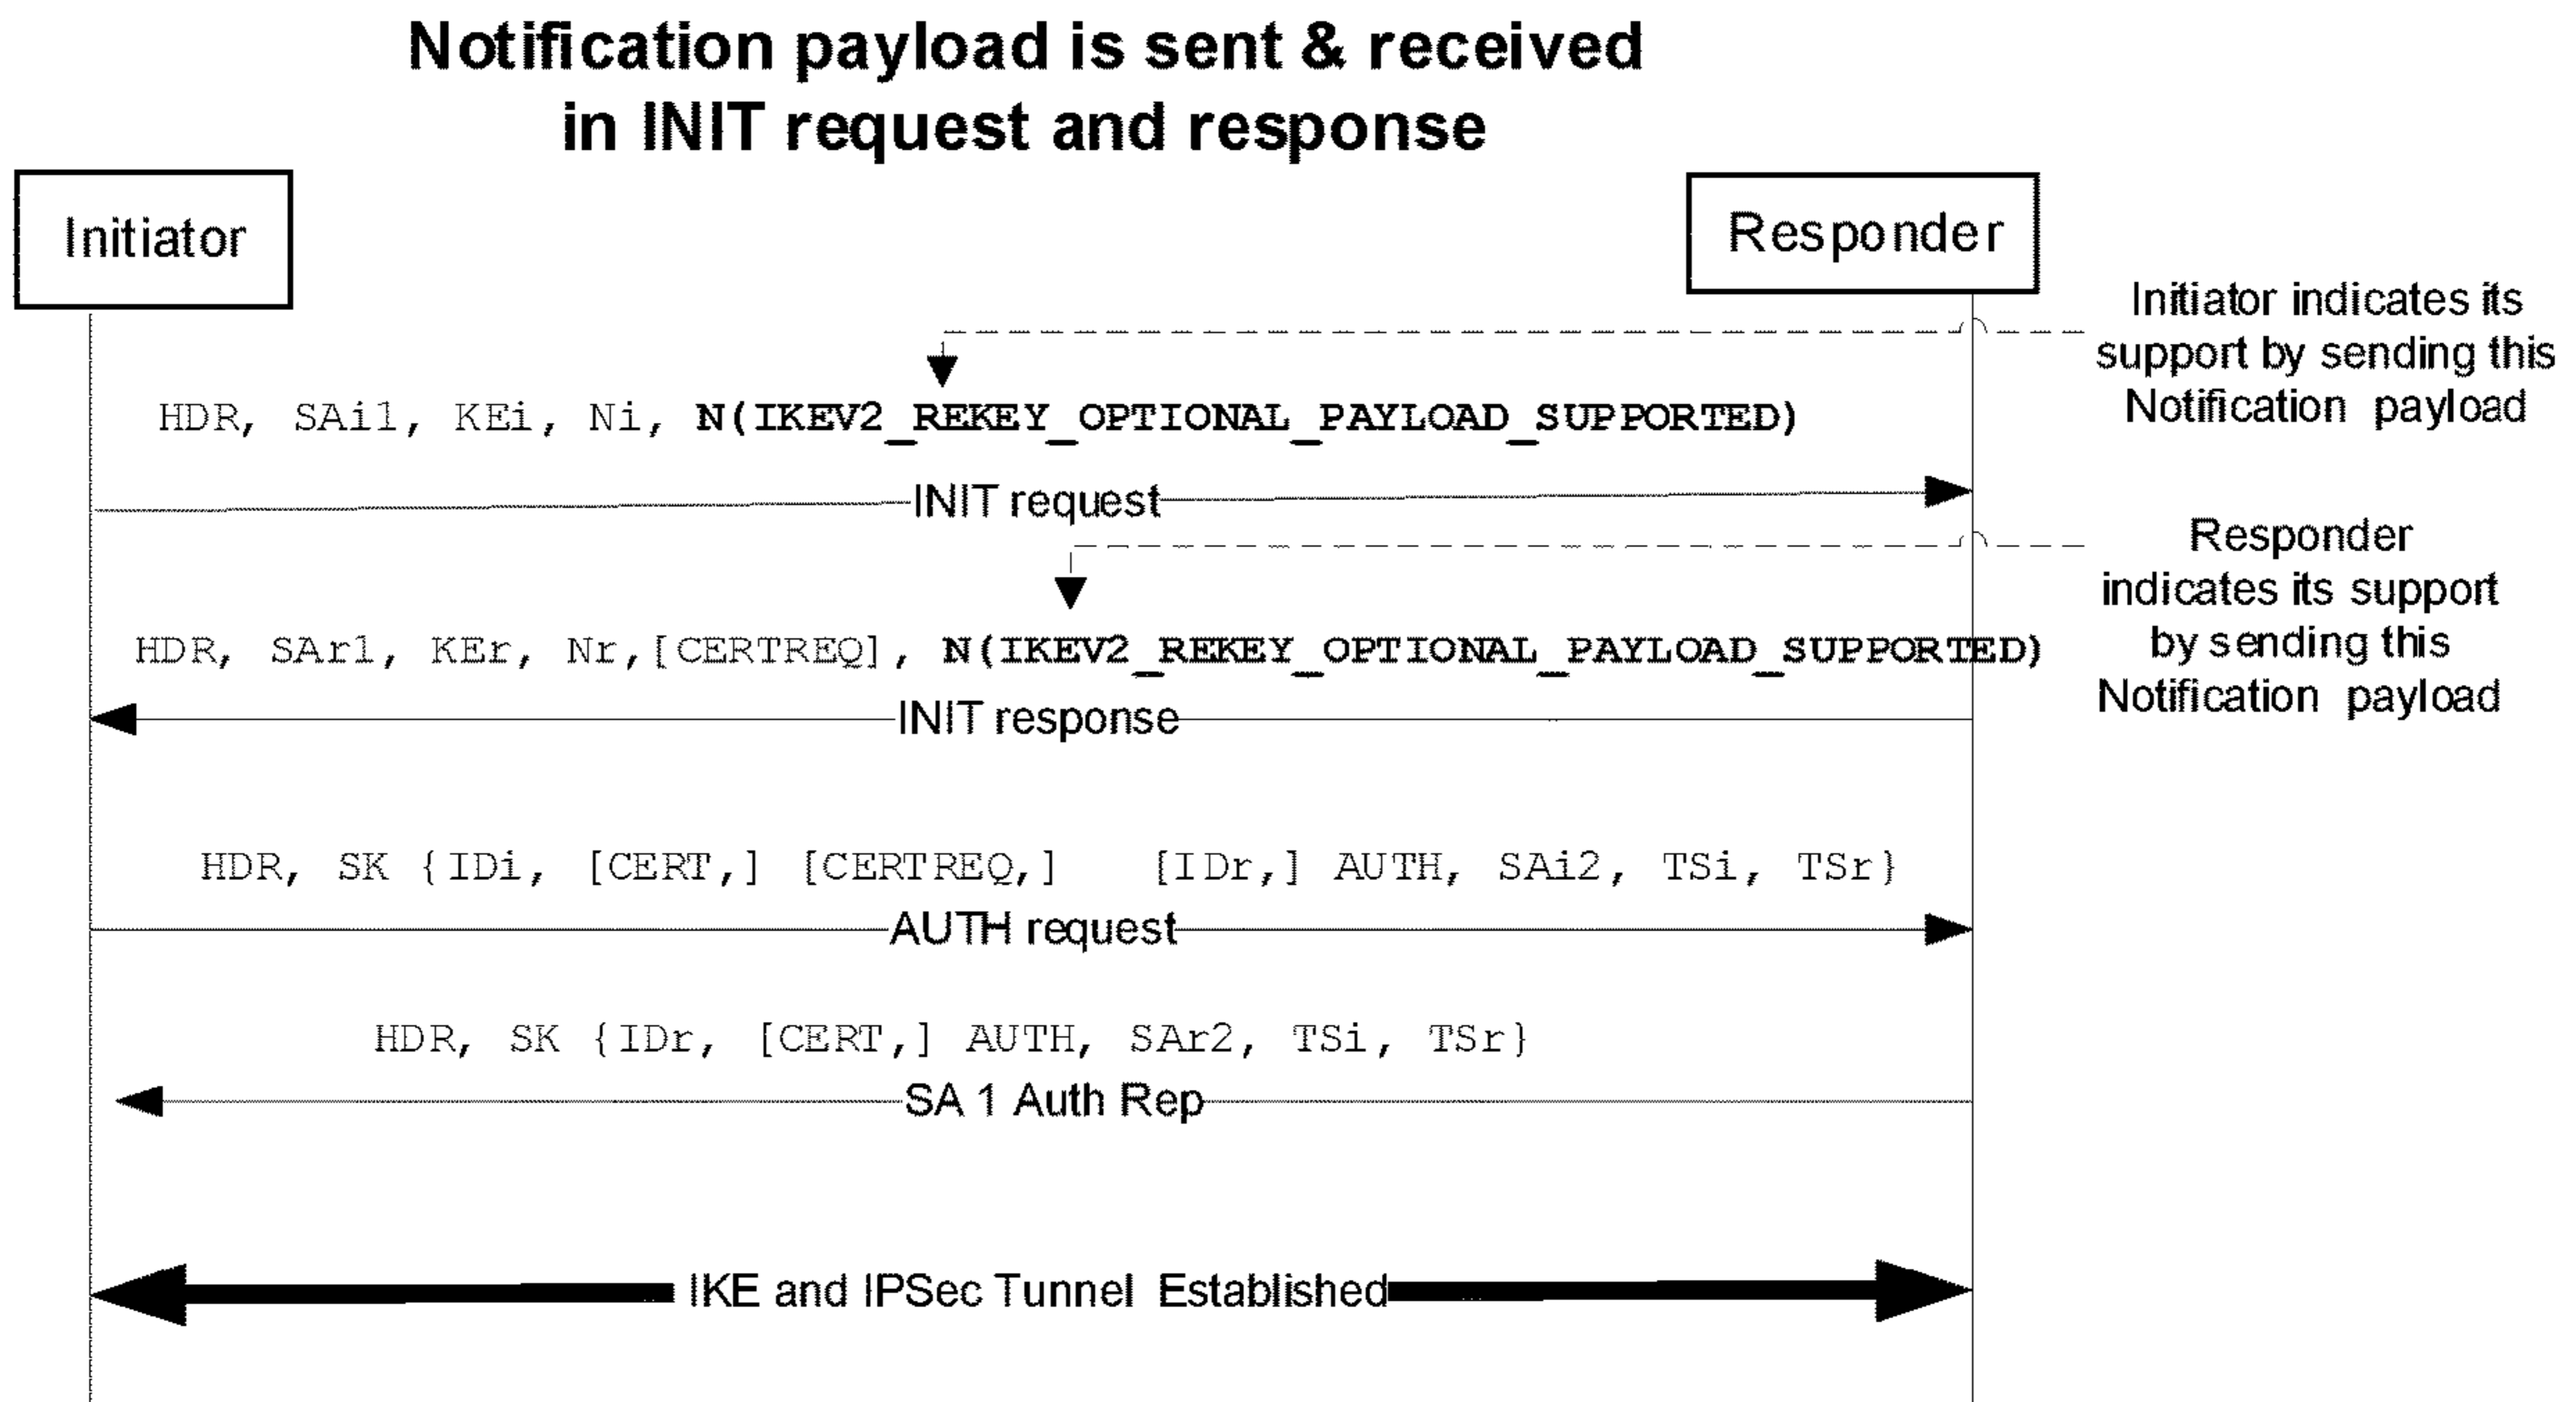 Notification payload is sent & received
in INIT request and response
Initiator
Responder
Initiator indicates its
support by sending this
Notification payload
HDR, SAi1, KEi, Ni, N(IKEV2_REKEY_OPTIONAL_PAYLOAD_SUPPORTED)
INIT request
Responder
indicates its support
by sending this
Notification payload
HDR, SAr1, KEr, Nr,[CERTREQ], N(IKEV2_REKEY_OPTIONAL_PAYLOAD_SUPPORTED)
INIT response
HDR, SK {IDi, [CERT,] [CERTREQ,] [IDr,] AUTH, SAi2, TSi, TSr}
AUTH request
HDR, SK {IDr, [CERT,] AUTH, SAr2, TSi, TSr}
SA 1 Auth Rep
IKE and IPSec Tunnel Established